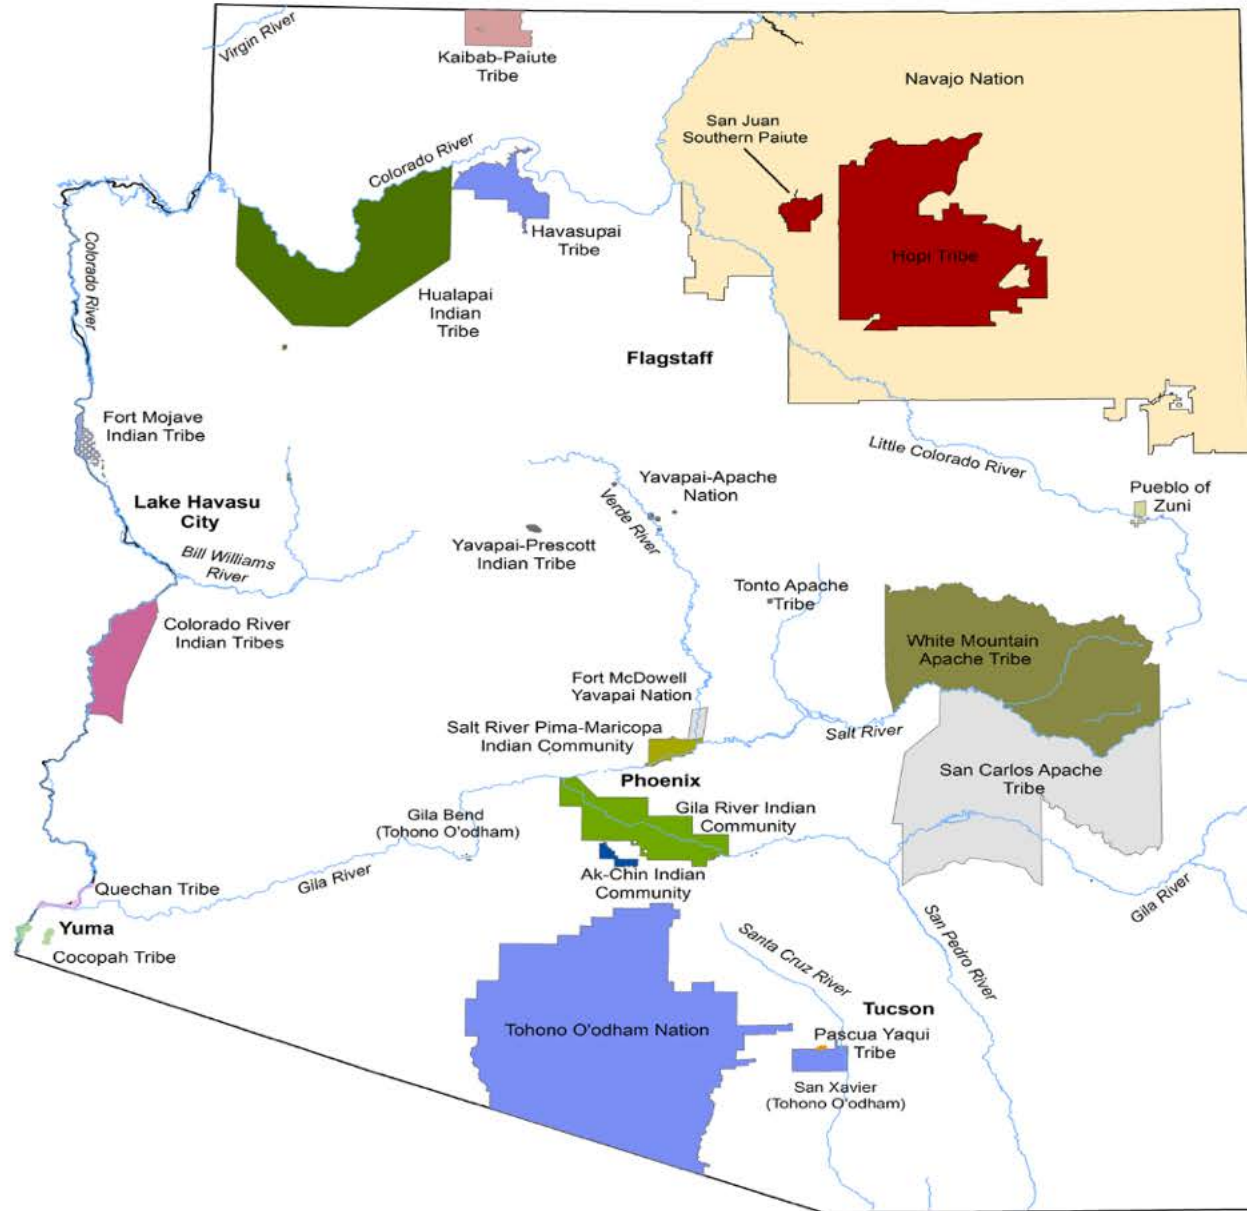 Virgin River
Kaibab-Paiute
Tribe
Navajo Nation
San Juan
Southern Paiute
Colorado River
Havasupai
Tribe
Hopi Tribe
Colorado River
Hualapai
Indian
Tribe
Flagstaff
Fort Mojave
Indian Tribe
Little Colorado River
Yavapai-Apache
Nation
Pueblo of
Zuni
Lake Havasu
City
Verde River
Yavapai-Prescott
Indian Tribe
Bill Williams
River
Tonto Apache
Tribe
Colorado River
Indian Tribes
White Mountain
Apache Tribe
Fort McDowell
Yavapai Nation
Salt River Pima-Maricopa
Indian Community
Salt River
Phoenix
San Carlos Apache
Tribe
Gila Bend
(Tohono O'odham)
Gila River Indian
Community
Ak-Chin Indian
Community
Gila River
Quechan Tribe
Gila River
Yuma
Cocopah Tribe
San Pedro River
Santa Cruz River
Tucson
Tohono O'odham Nation
Pascua Yaqui
Tribe
San Xavier
(Tohono O'odham)